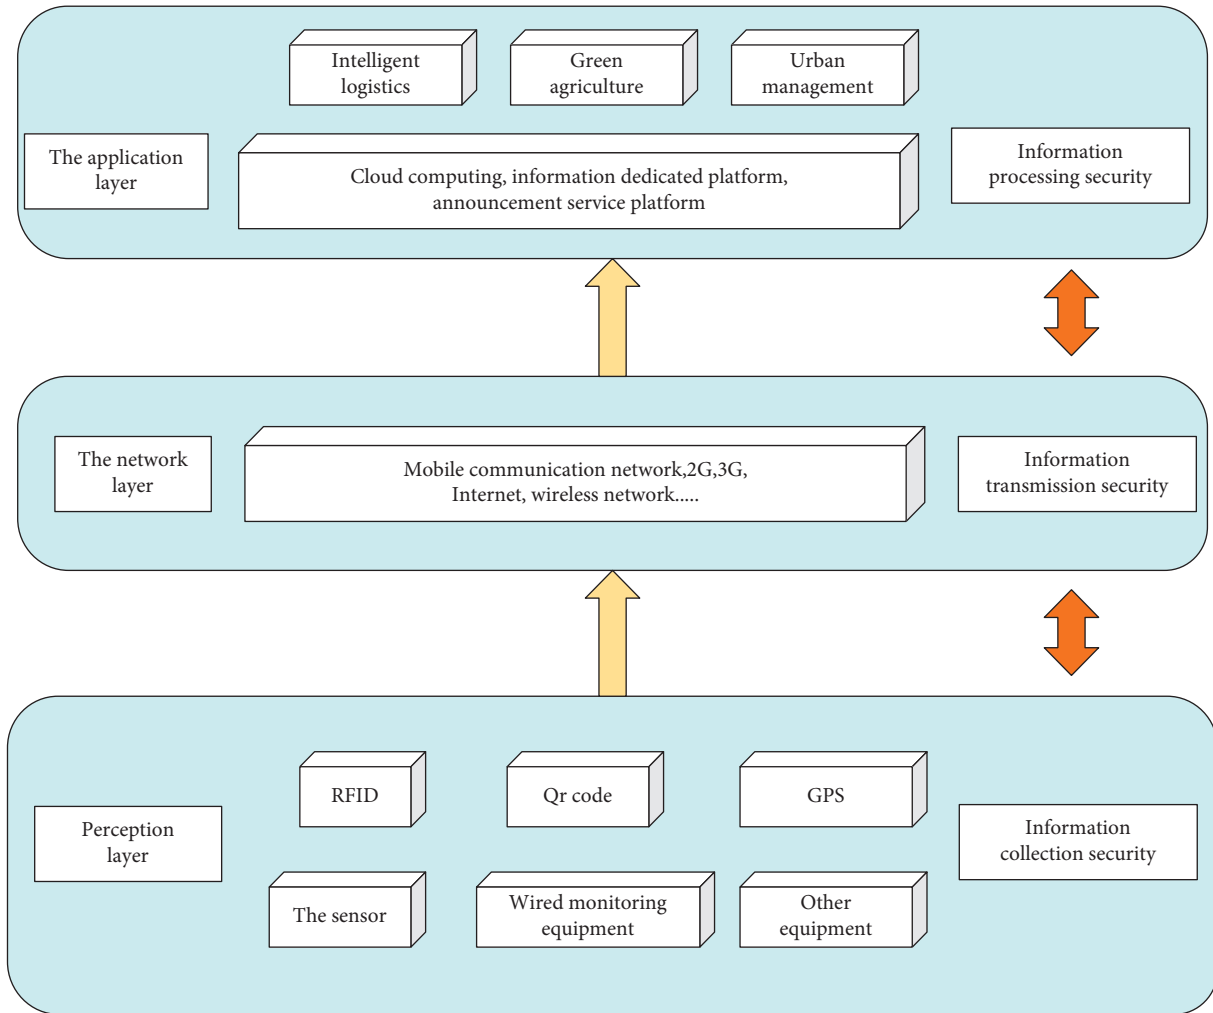 Intelligent
logistics
Green
agriculture
Urban
management
The application
layer
Cloud computing, information dedicated platform,
announcement service platform
Information
processing security
The network
layer
Mobile communication network,2G,3G,
Internet, wireless network.....
Information
transmission security
Perception
layer
RFID
Qr code
GPS
The sensor
Wired monitoring
equipment
Other
equipment
Information
collection security